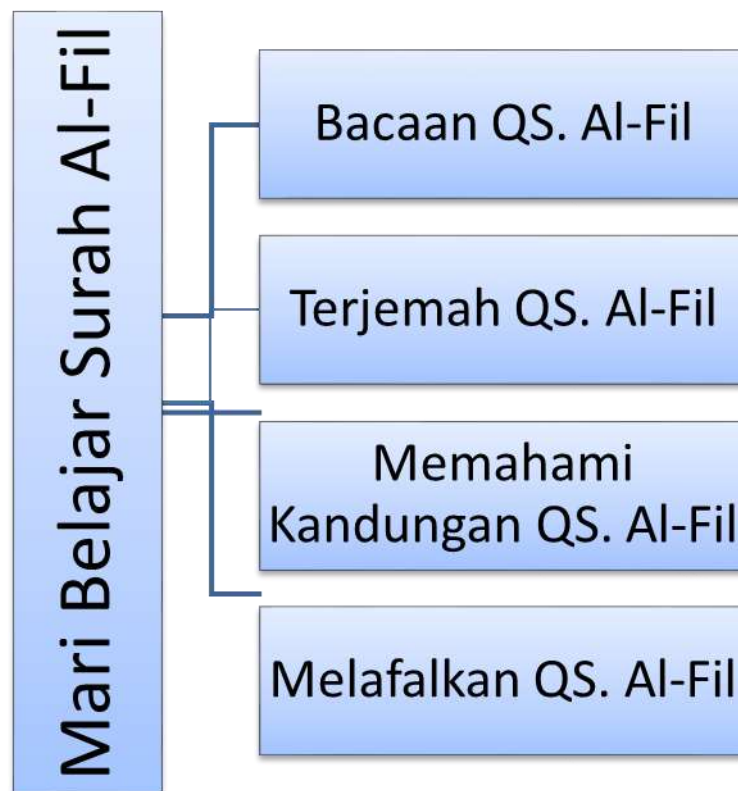 Mari Belajar Surah Al-Fil
Bacaan QS. Al-Fil
Terjemah QS. Al-Fil
Memahami
Kandungan QS. Al-Fil
Melafalkan QS. Al-Fil